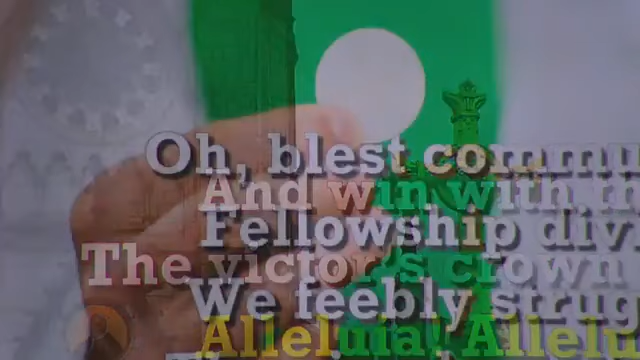 Oh, blest commu
And win with th
Fellowship divi
The victor's crown
We feebly strug
Alleluia! Allelu